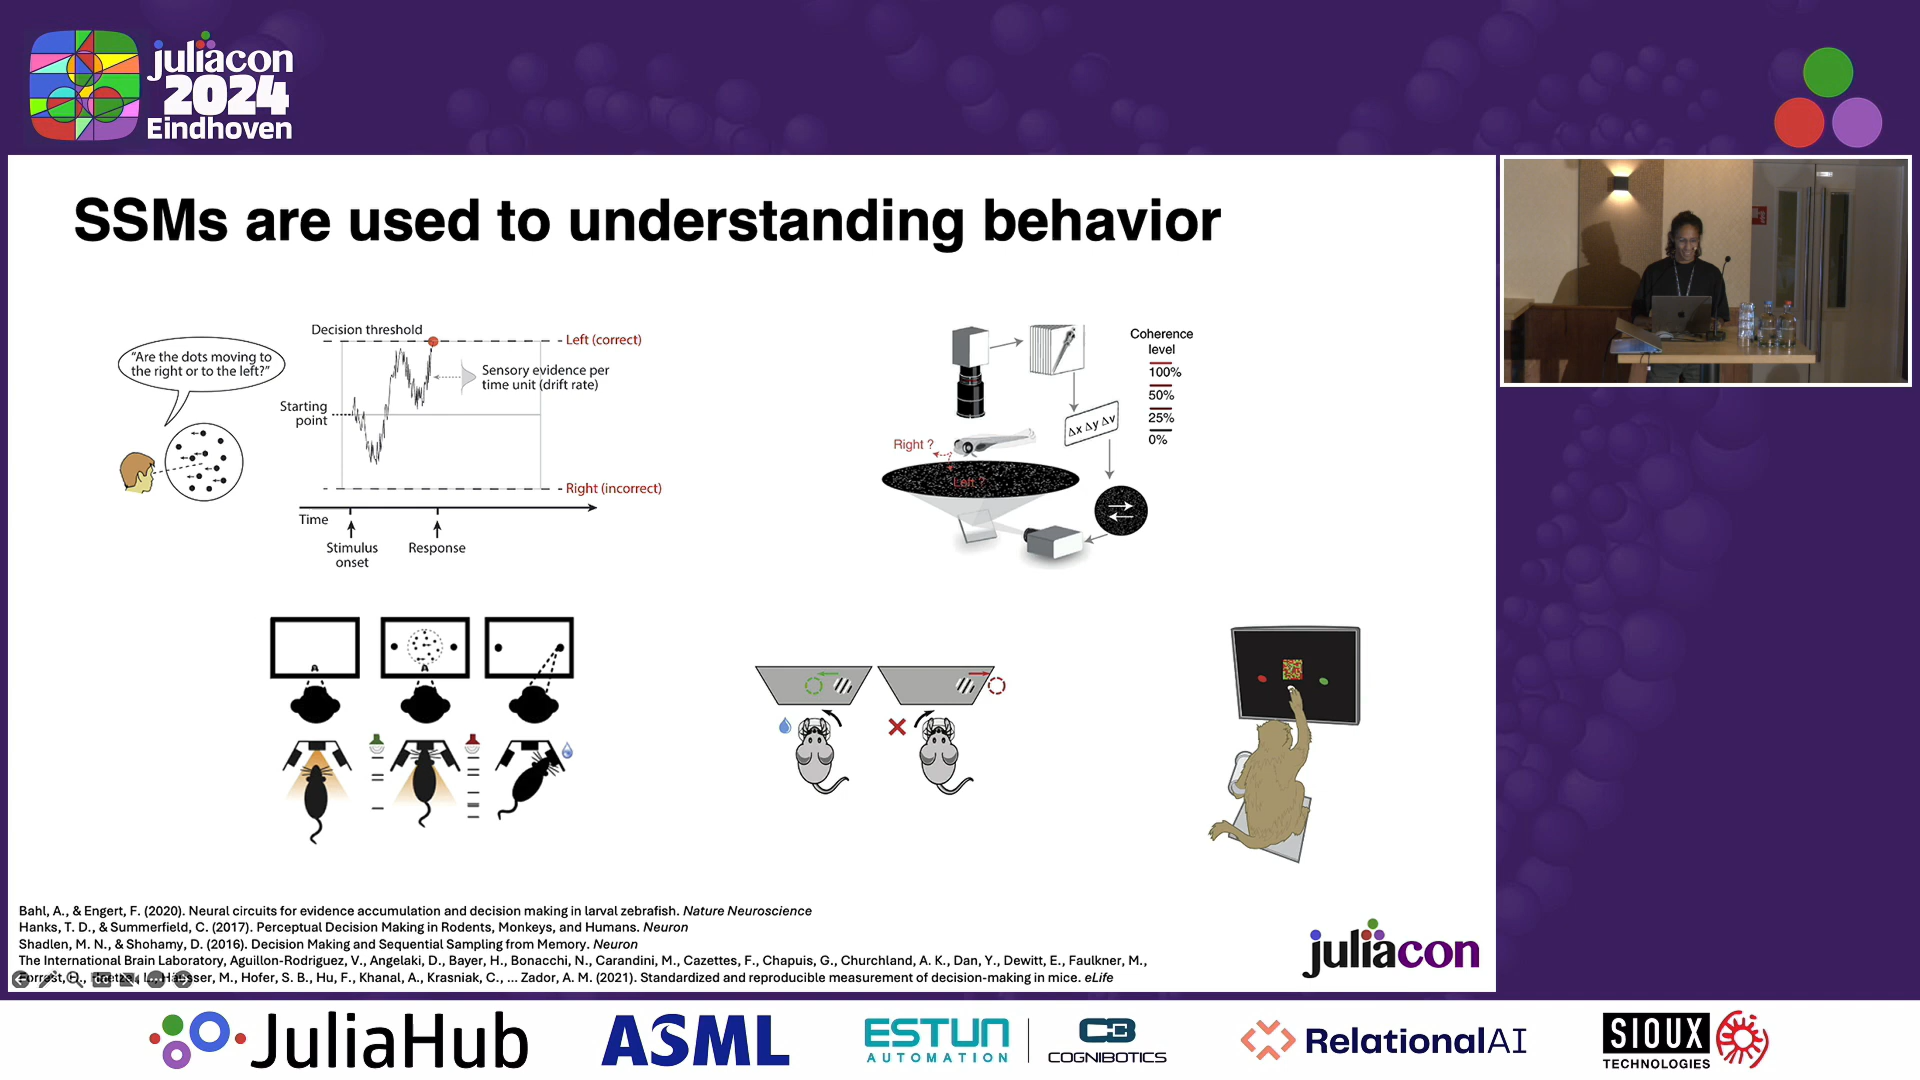 juliacon
2024
Eindhoven
SSMs are used to understanding behavior
"Are the dots moving to
the right or to the left?"
Decision threshold
Left (correct)
Sensory evidence per
time unit (drift rate)
Starting
point
Right (incorrect)
Time
Stimulus
onset
Response
Coherence
level
100%
50%
25%
0%
Δx Δy Δv
Right ?
Left ?
Bahl, A., & Engert, F. (2020). Neural circuits for evidence accumulation and decision making in larval zebrafish. Nature Neuroscience
Hanks, T. D., & Summerfield, C. (2017). Perceptual Decision Making in Rodents, Monkeys, and Humans. Neuron
Shadlen, M. N., & Shohamy, D. (2016). Decision Making and Sequential Sampling from Memory. Neuron
The International Brain Laboratory, Aguillon-Rodriguez, V., Angelaki, D., Bayer, H., Bonacchi, N., Carandini, M., Cazettes, F., Chapuis, G., Churchland, A. K., Dan, Y., Dewitt, E., Faulkner, M.,
Forrest, H., Häusser, M., Hofer, S. B., Hu, F., Khanal, A., Krasniak, C., ... Zador, A. M. (2021). Standardized and reproducible measurement of decision-making in mice. eLife
juliacon
JuliaHub
ASML
ESTUN
AUTOMATION
COGNIBOTICS
RelationalAI
SIOUX
TECHNOLOGIES